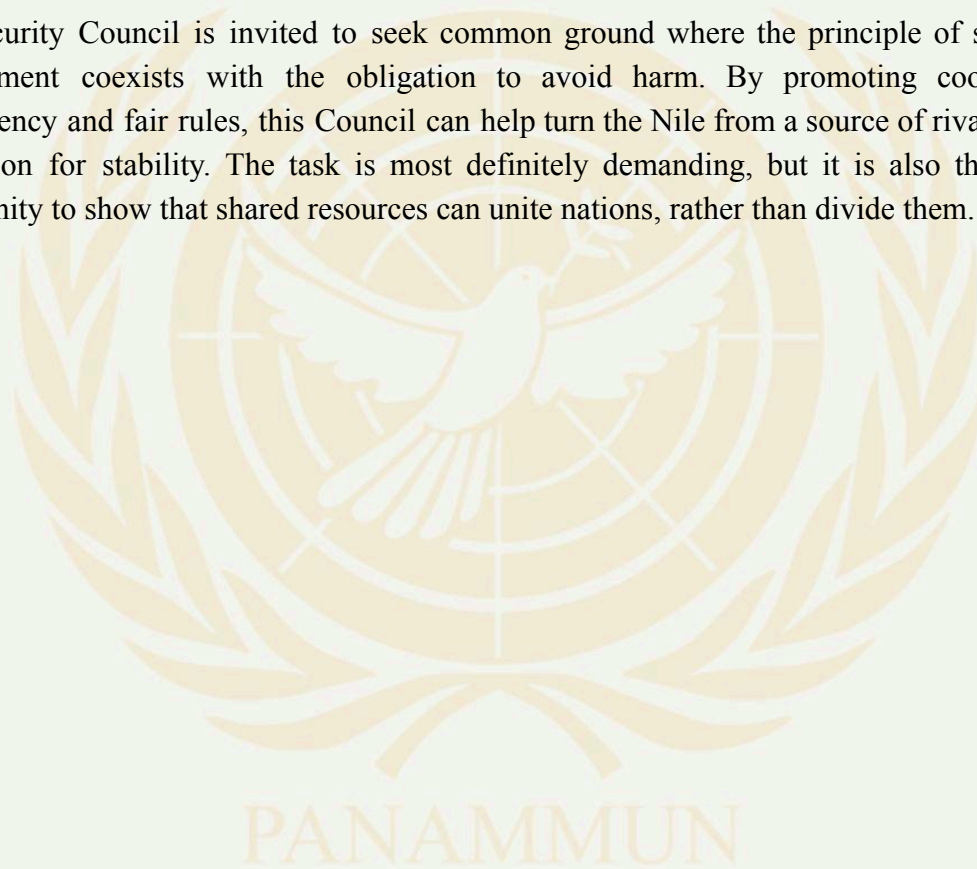 curity Council is invited to seek common ground where the principle of s
ment coexists with the obligation to avoid harm. By promoting coo
ency and fair rules, this Council can help turn the Nile from a source of riva
on for stability. The task is most definitely demanding, but it is also th
nity to show that shared resources can unite nations, rather than divide them.
PANAMMUN